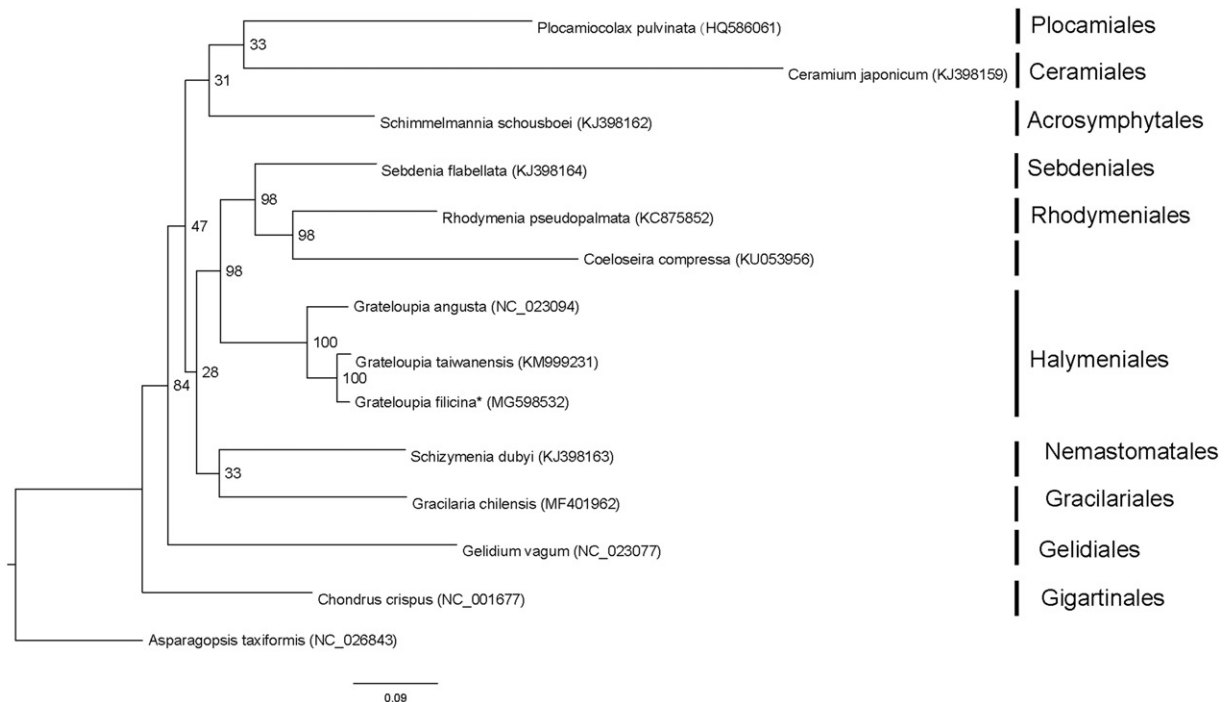 Plocamiocolax pulvinata (HQ586061)
Plocamiales
33
Ceramium japonicum (KJ398159)
Ceramiales
31
Schimmelmannia schousboei (KJ398162)
Acrosymphytales
Sebdenia flabellata (KJ398164)
Sebdeniales
98
Rhodymenia pseudopalmata (KC875852)
Rhodymeniales
47
98
Coeloseira compressa (KU053956)
98
Grateloupia angusta (NC_023094)
100
Grateloupia taiwanensis (KM999231)
Halymeniales
28
100
84
Grateloupia filicina* (MG598532)
Schizymenia dubyi (KJ398163)
Nemastomatales
33
Gracilaria chilensis (MF401962)
Gracilariales
Gelidium vagum (NC_023077)
Gelidiales
Chondrus crispus (NC_001677)
Gigartinales
Asparagopsis taxiformis (NC_026843)
0.09